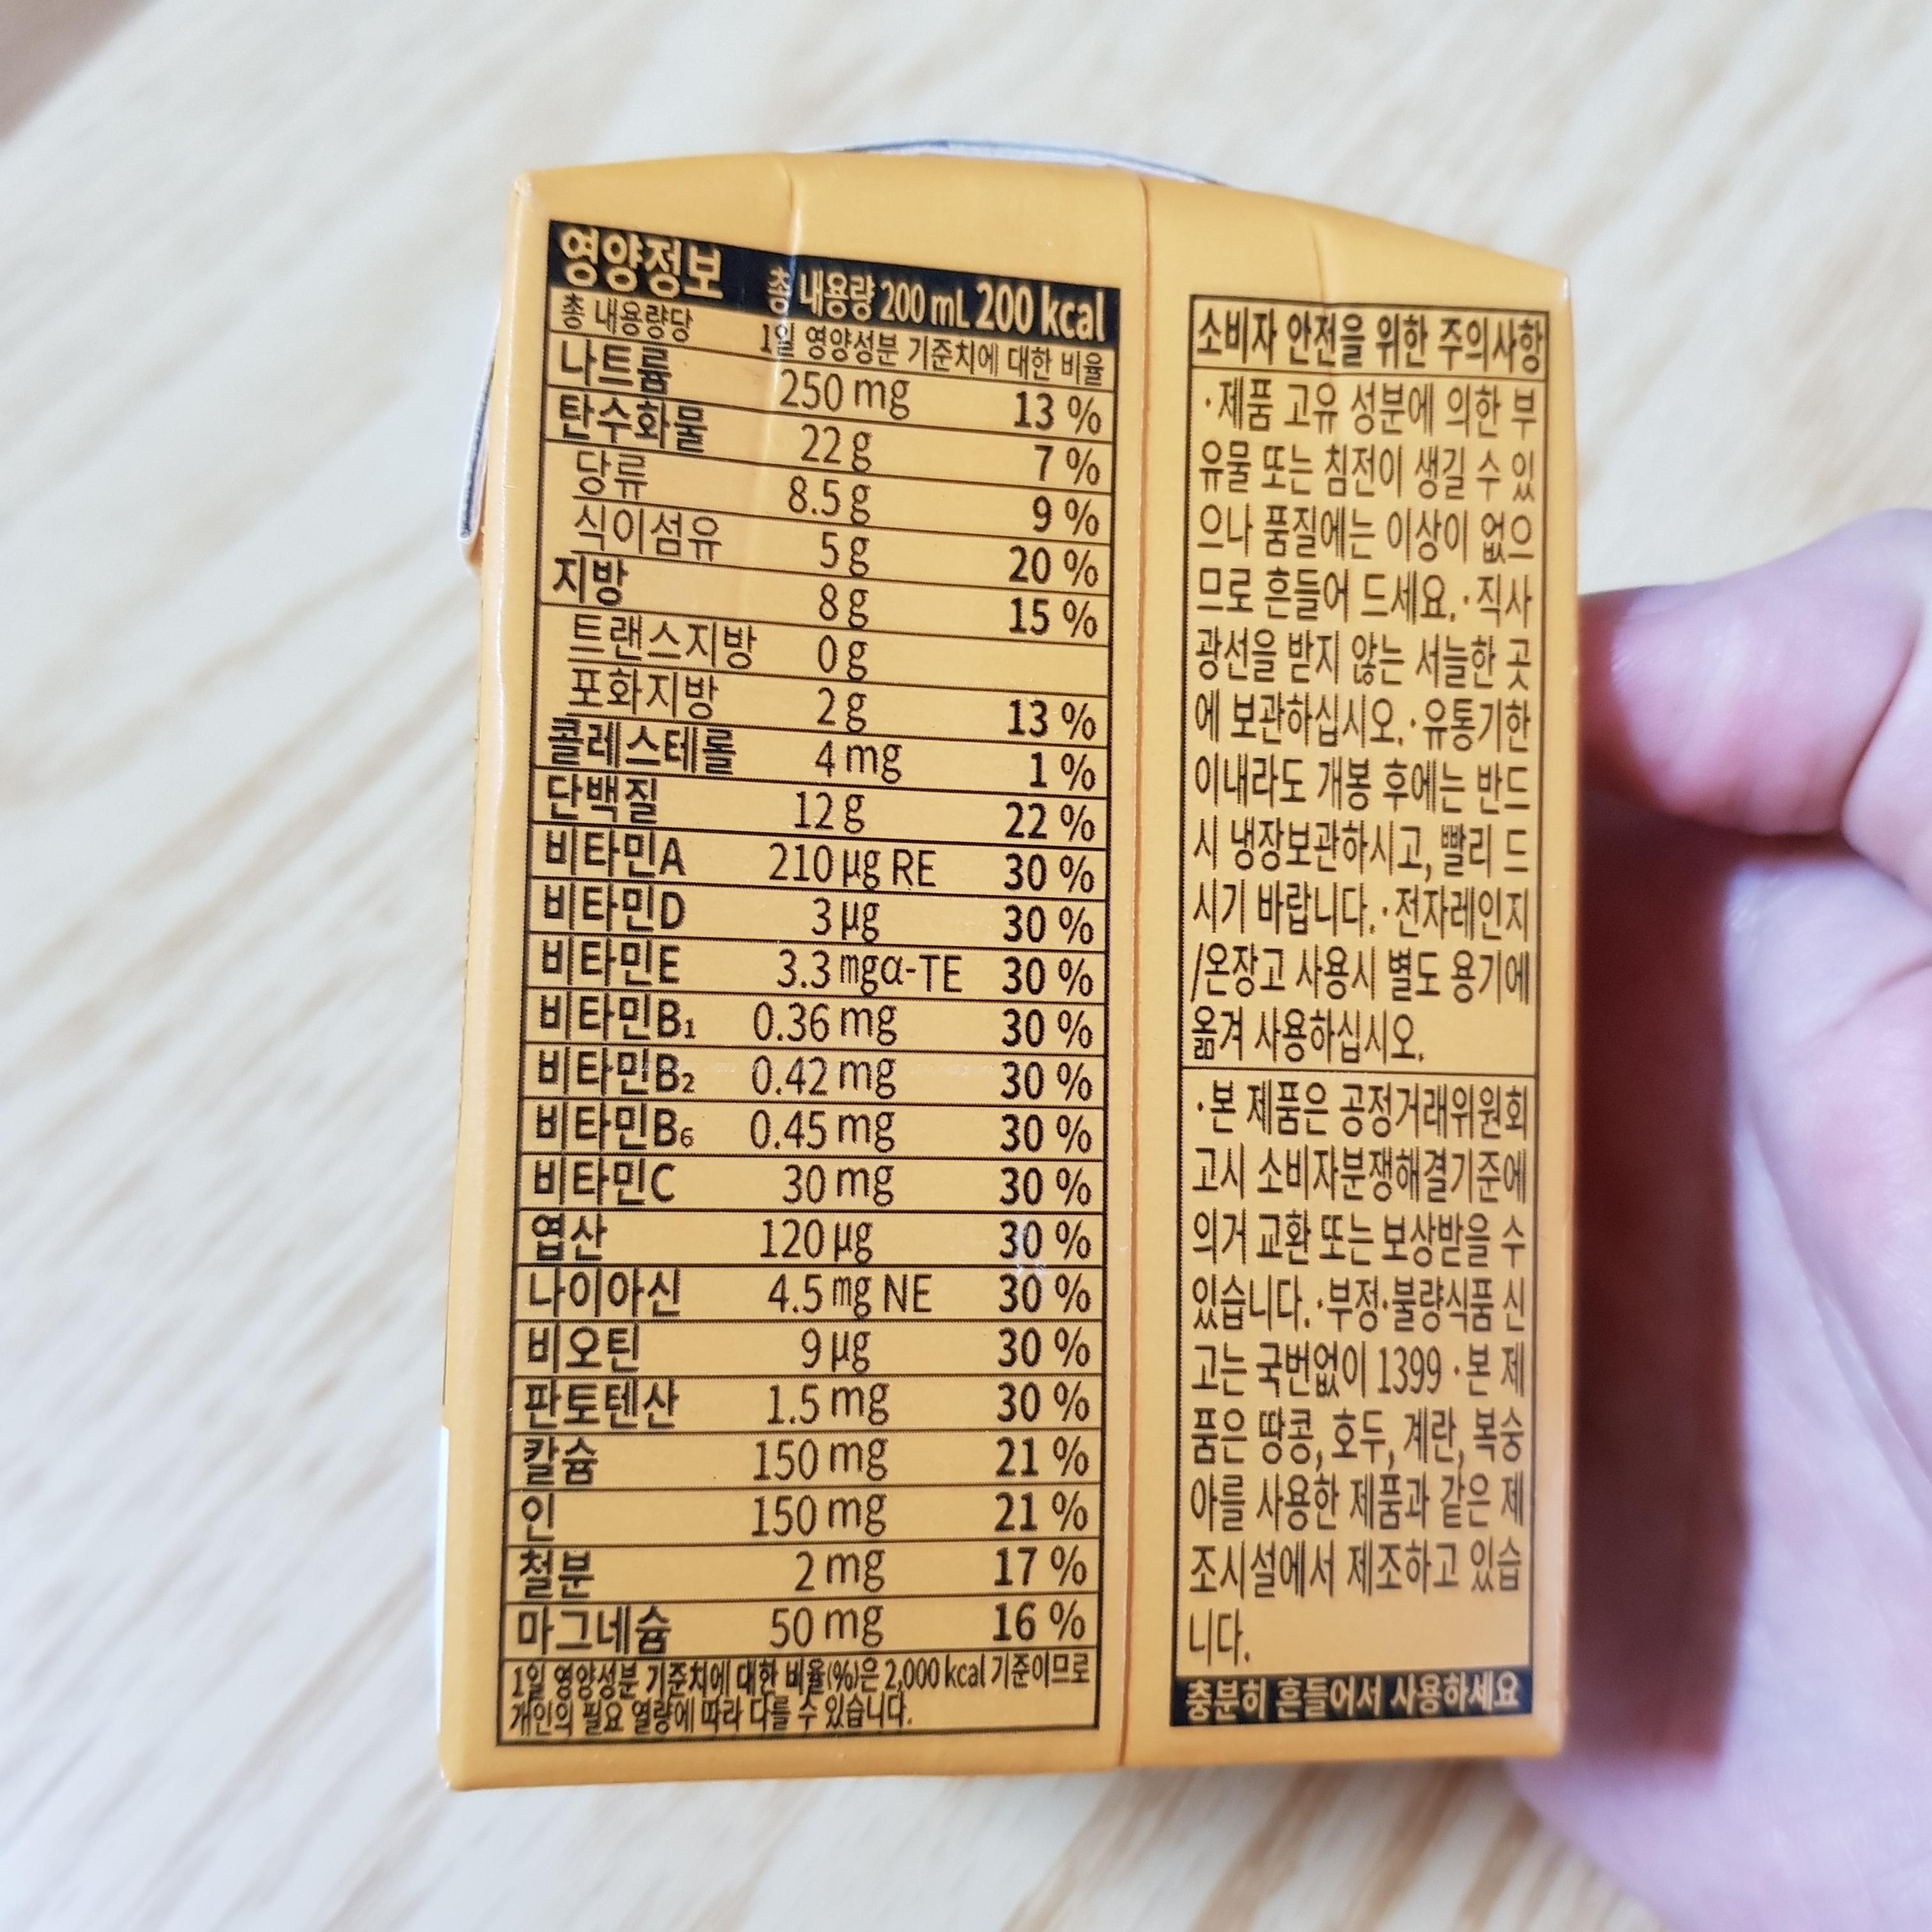 영양정보 총 내용량 200 mL 200 kcal
총 내용량당 1일 영양성분 기준치에 대한 비율
나트륨 250 mg 13 %
탄수화물 22 g 7 %
당류 8.5 g 9 %
식이섬유 5 g 20 %
지방 8 g 15 %
트랜스지방 0 g
포화지방 2 g 13 %
콜레스테롤 4 mg 1 %
단백질 12 g 22 %
비타민A 210 μg RE 30 %
비타민D 3 μg 30 %
비타민E 3.3 mgα-TE 30 %
비타민B₁ 0.36 mg 30 %
비타민B₂ 0.42 mg 30 %
비타민B₆ 0.45 mg 30 %
비타민C 30 mg 30 %
엽산 120 μg 30 %
나이아신 4.5 mg NE 30 %
비오틴 9 μg 30 %
판토텐산 1.5 mg 30 %
칼슘 150 mg 21 %
인 150 mg 21 %
철분 2 mg 17 %
마그네슘 50 mg 16 %
1일 영양성분 기준치에 대한 비율(%)은 2,000 kcal 기준이므로
개인의 필요 열량에 따라 다를 수 있습니다.
소비자 안전을 위한 주의사항
·제품 고유 성분에 의한 부
유물 또는 침전이 생길 수 있
으나 품질에는 이상이 없으
므로 흔들어 드세요.·직사
광선을 받지 않는 서늘한 곳
에 보관하십시오.·유통기한
이내라도 개봉 후에는 반드
시 냉장보관하시고, 빨리 드
시기 바랍니다.·전자레인지
/온장고 사용시 별도 용기에
옮겨 사용하십시오.
·본 제품은 공정거래위원회
고시 소비자분쟁해결기준에
의거 교환 또는 보상받을 수
있습니다.·부정·불량식품 신
고는 국번없이 1399 ·본 제
품은 땅콩, 호두, 계란, 복숭
아를 사용한 제품과 같은 제
조시설에서 제조하고 있습
니다.
충분히 흔들어서 사용하세요